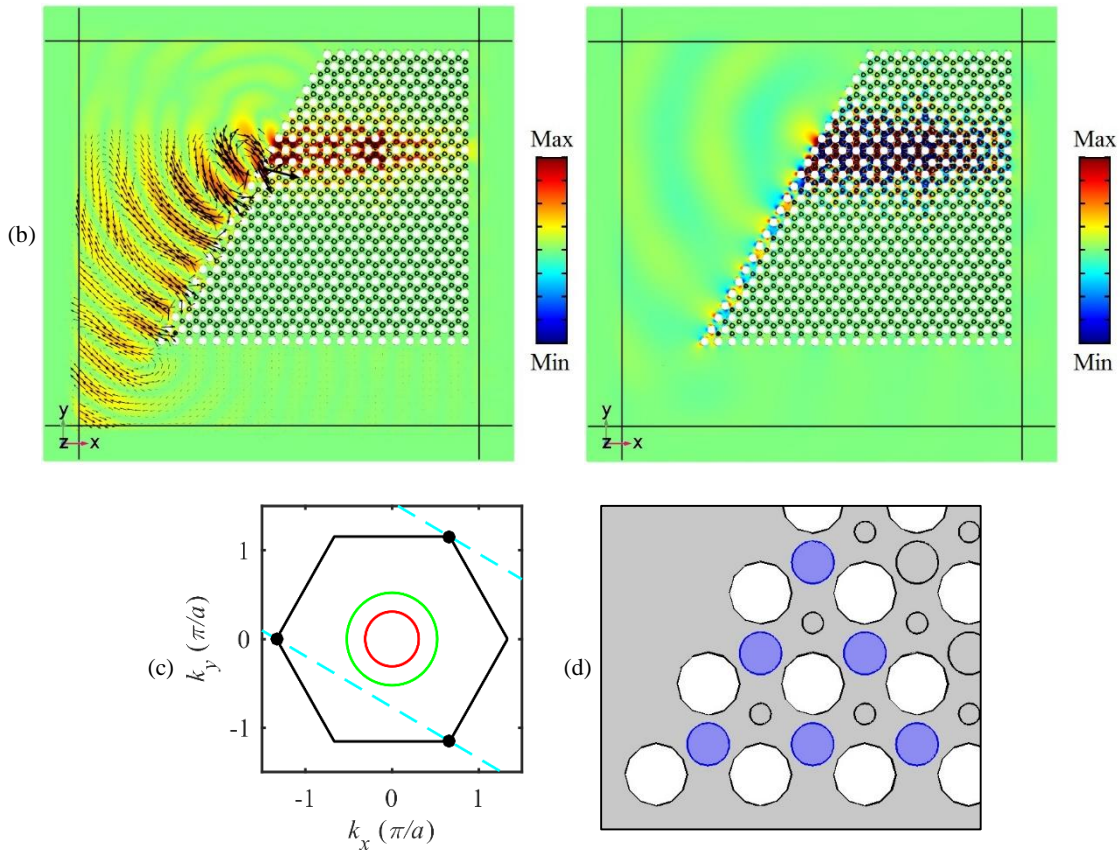 (b)
Max
Min
y
z x
Max
Min
y
z x
(c)
1
0
-1
k_y (π/a)
-1 0 1
k_x (π/a)
(d)